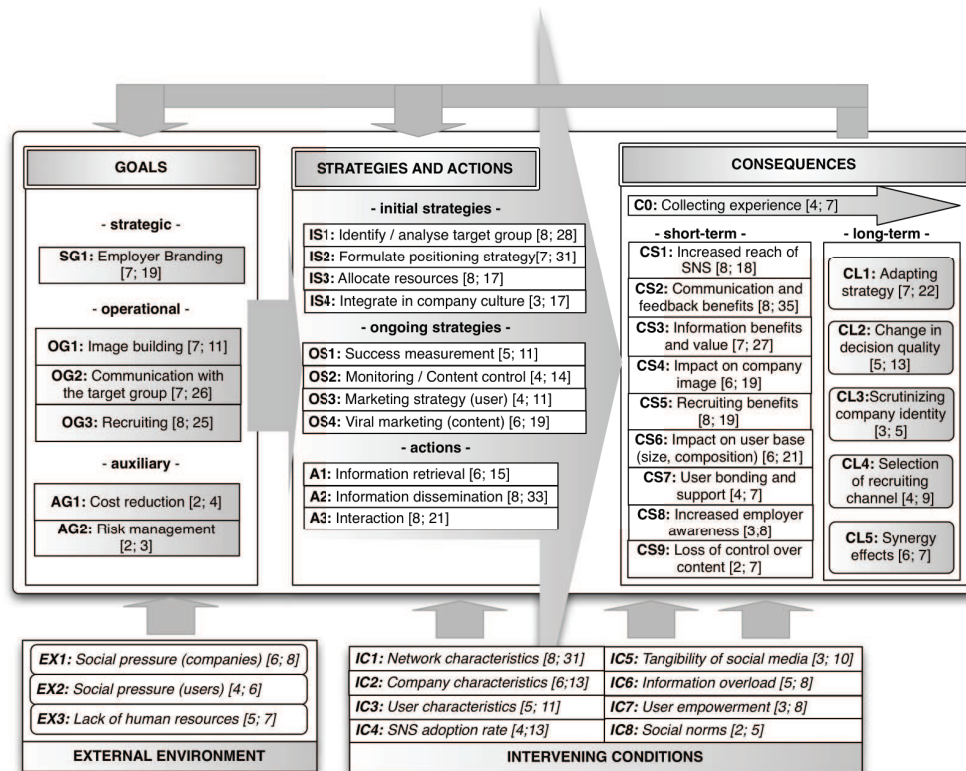 GOALS
- strategic -
SG1: Employer Branding
[7; 19]
- operational -
OG1: Image building [7; 11]
OG2: Communication with
the target group [7; 26]
OG3: Recruiting [8; 25]
- auxiliary -
AG1: Cost reduction [2; 4]
AG2: Risk management
[2; 3]
STRATEGIES AND ACTIONS
- initial strategies -
IS1: Identify / analyse target group [8; 28]
IS2: Formulate positioning strategy[7; 31]
IS3: Allocate resources [8; 17]
IS4: Integrate in company culture [3; 17]
- ongoing strategies -
OS1: Success measurement [5; 11]
OS2: Monitoring / Content control [4; 14]
OS3: Marketing strategy (user) [4; 11]
OS4: Viral marketing (content) [6; 19]
- actions -
A1: Information retrieval [6; 15]
A2: Information dissemination [8; 33]
A3: Interaction [8; 21]
CONSEQUENCES
C0: Collecting experience [4; 7]
- short-term -
CS1: Increased reach of
SNS [8; 18]
CS2: Communication and
feedback benefits [8; 35]
CS3: Information benefits
and value [7; 27]
CS4: Impact on company
image [6; 19]
CS5: Recruiting benefits
[8; 19]
CS6: Impact on user base
(size, composition) [6; 21]
CS7: User bonding and
support [4; 7]
CS8: Increased employer
awareness [3,8]
CS9: Loss of control over
content [2; 7]
- long-term -
CL1: Adapting
strategy [7; 22]
CL2: Change in
decision quality
[5; 13]
CL3:Scrutinizing
company identity
[3; 5]
CL4: Selection
of recruiting
channel [4; 9]
CL5: Synergy
effects [6; 7]
EX1: Social pressure (companies) [6; 8]
EX2: Social pressure (users) [4; 6]
EX3: Lack of human resources [5; 7]
EXTERNAL ENVIRONMENT
IC1: Network characteristics [8; 31]
IC2: Company characteristics [6;13]
IC3: User characteristics [5; 11]
IC4: SNS adoption rate [4;13]
IC5: Tangibility of social media [3; 10]
IC6: Information overload [5; 8]
IC7: User empowerment [3; 8]
IC8: Social norms [2; 5]
INTERVENING CONDITIONS